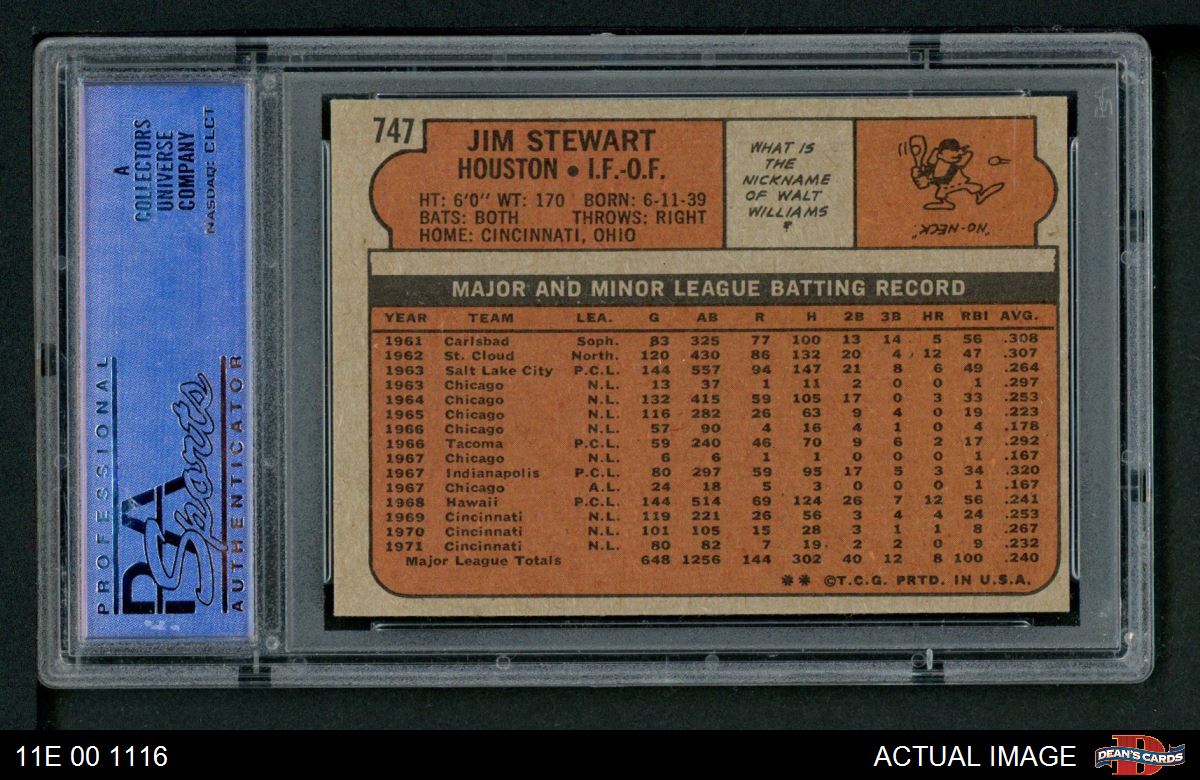 A
COLLECTORS
UNIVERSE
COMPANY
NASDAQ: CLCT
PROFESSIONAL
PSA
Sports
AUTHENTICATOR
747
JIM STEWART
HOUSTON • I.F.-O.F.
HT: 6'0" WT: 170 BORN: 6-11-39
BATS: BOTH THROWS: RIGHT
HOME: CINCINNATI, OHIO
WHAT IS
THE
NICKNAME
OF WALT
WILLIAMS
?
"NO-NECK"
MAJOR AND MINOR LEAGUE BATTING RECORD
YEAR TEAM LEA. G AB R H 2B 3B HR RBI AVG.
1961 Carlsbad Soph. 83 325 77 100 13 14 5 56 .308
1962 St. Cloud North. 120 430 86 132 20 4 12 47 .307
1963 Salt Lake City P.C.L. 144 557 94 147 21 8 6 49 .264
1963 Chicago N.L. 13 37 1 11 2 0 0 1 .297
1964 Chicago N.L. 132 415 59 105 17 0 3 33 .253
1965 Chicago N.L. 116 282 26 63 9 4 0 19 .223
1966 Chicago N.L. 57 90 4 16 4 1 0 4 .178
1966 Tacoma P.C.L. 59 240 46 70 9 6 2 17 .292
1967 Chicago N.L. 6 6 1 1 0 0 0 1 .167
1967 Indianapolis P.C.L. 80 297 59 95 17 5 3 34 .320
1967 Chicago A.L. 24 18 5 3 0 0 0 1 .167
1968 Hawaii P.C.L. 144 514 69 124 26 7 12 56 .241
1969 Cincinnati N.L. 119 221 26 56 3 4 4 24 .253
1970 Cincinnati N.L. 101 105 15 28 3 1 1 8 .267
1971 Cincinnati N.L. 80 82 7 19 2 2 0 9 .232
Major League Totals 648 1256 144 302 40 12 8 100 .240
** ©T.C.G. PRTD. IN U.S.A.
11E 00 1116
ACTUAL IMAGE
DEAN'S CARDS